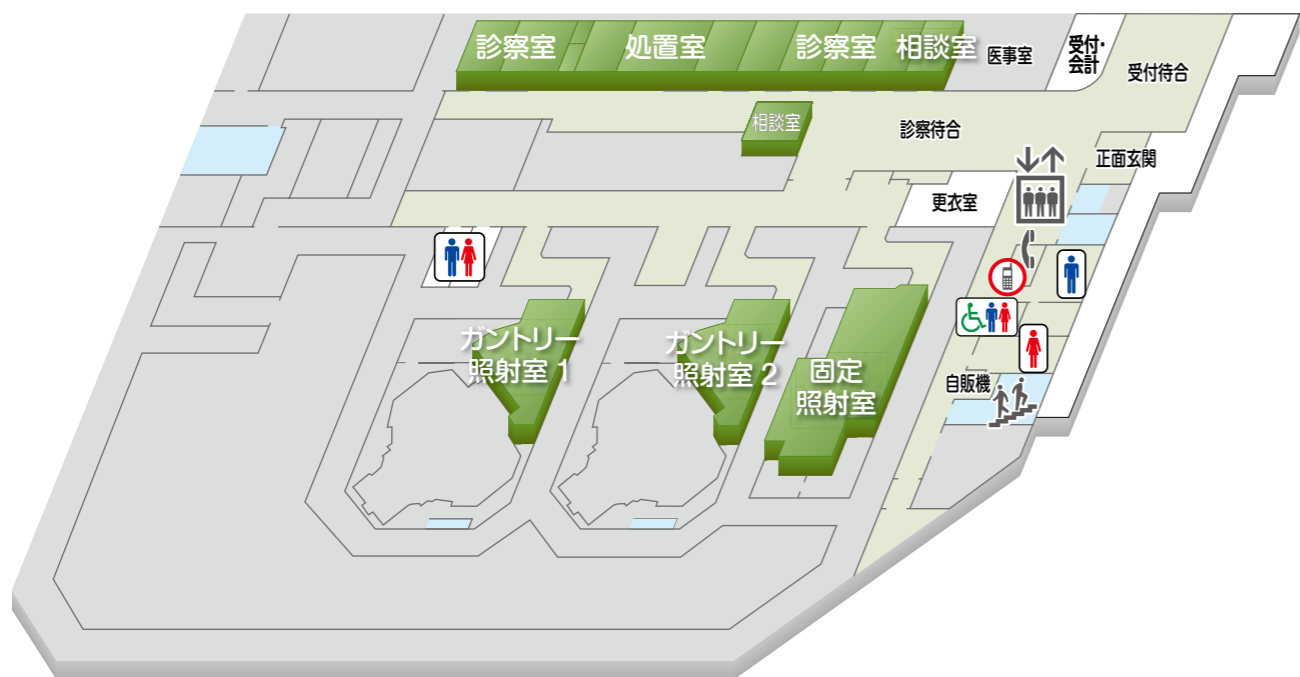 診察室
処置室
診察室
相談室
医事室
受付・
会計
受付待合
相談室
診察待合
正面玄関
更衣室
ガントリー
照射室 1
ガントリー
照射室 2
固定
照射室
自販機